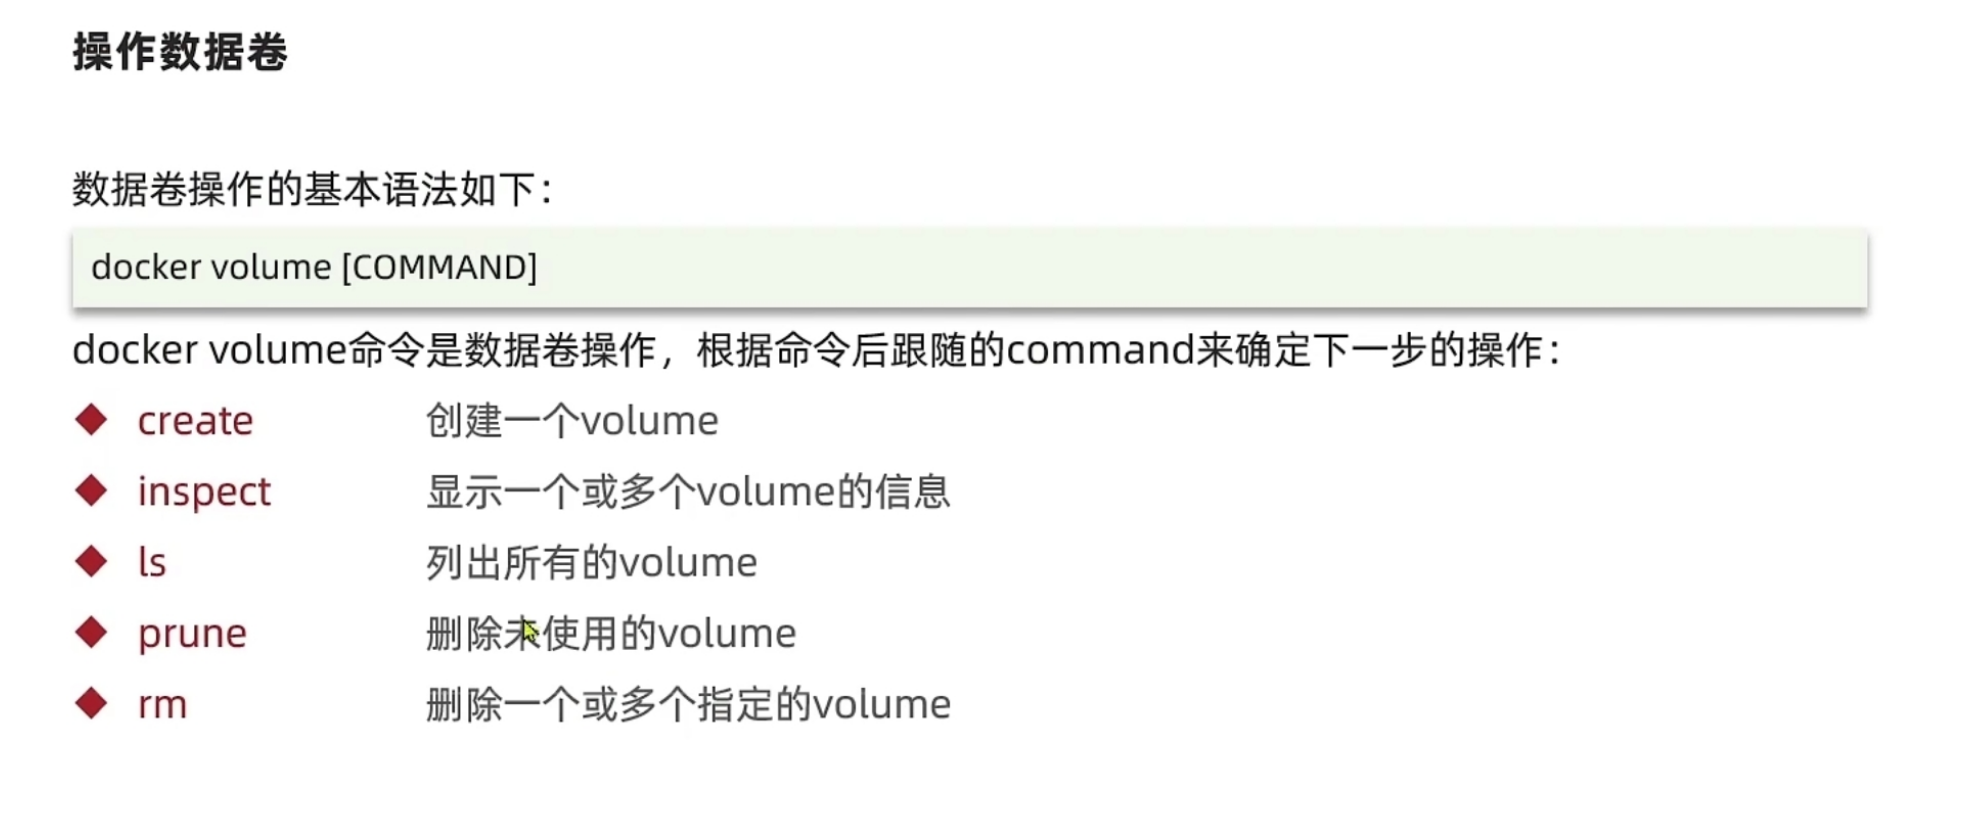 操作数据卷
数据卷操作的基本语法如下：
docker volume [COMMAND]
docker volume命令是数据卷操作，根据命令后跟随的command来确定下一步的操作：
create 创建一个volume
inspect 显示一个或多个volume的信息
ls 列出所有的volume
prune 删除未使用的volume
rm 删除一个或多个指定的volume